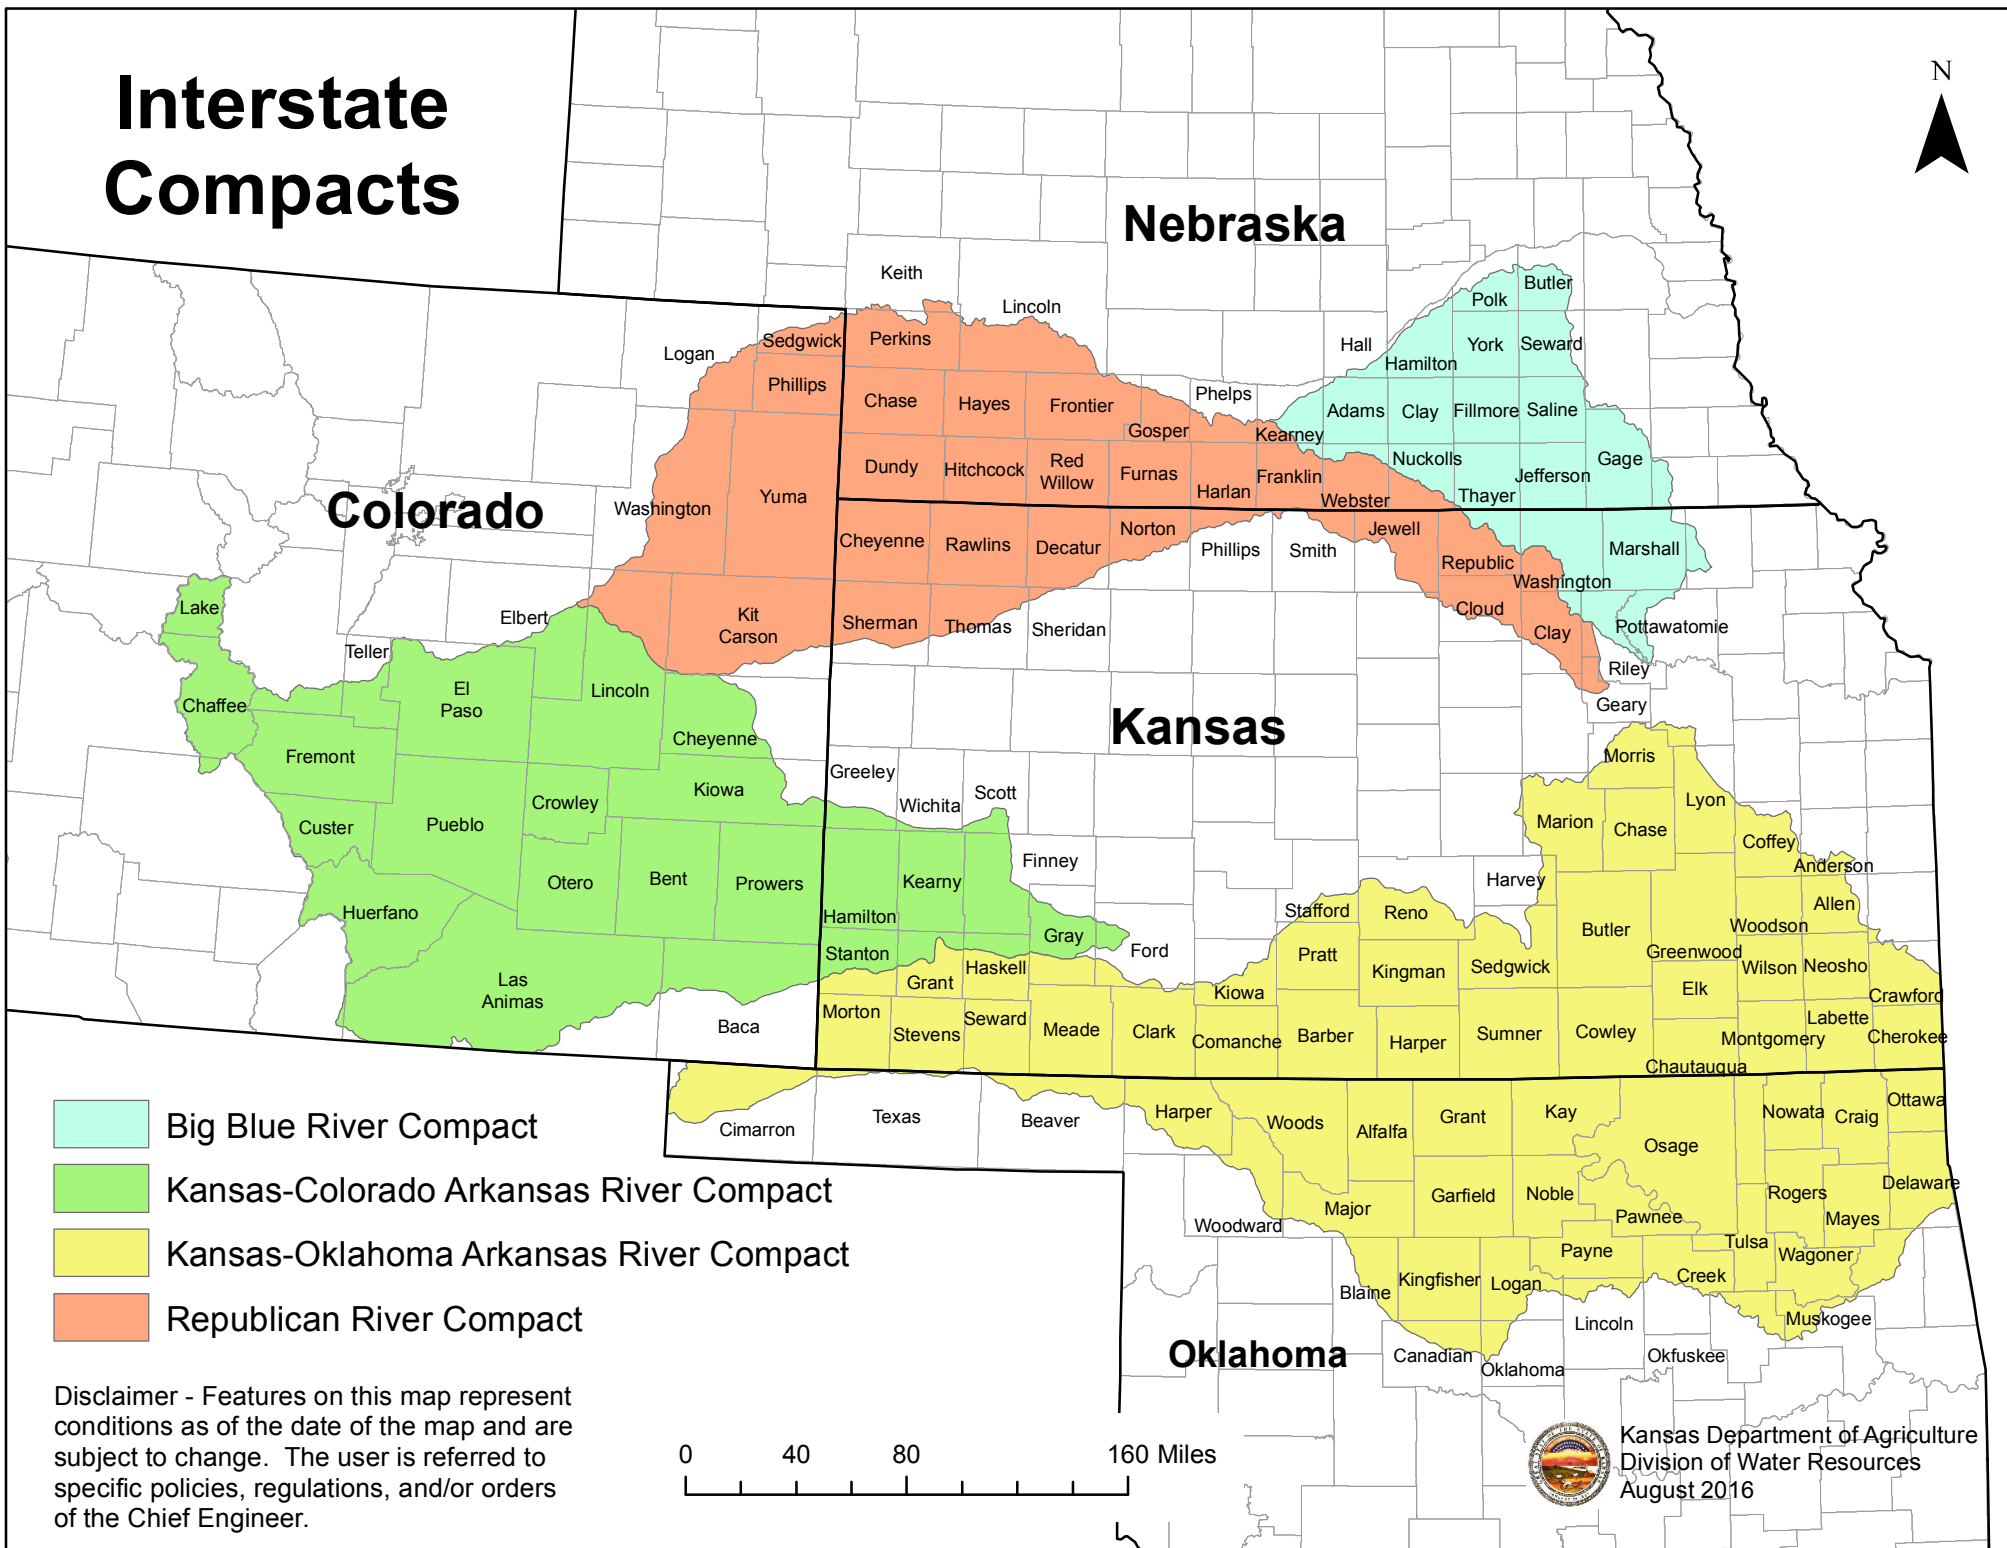 Interstate
Compacts
N
Nebraska
Keith
Lincoln
Butler
Polk
Logan
Sedgwick
Perkins
Hall
Hamilton
York
Seward
Phillips
Chase
Hayes
Frontier
Gosper
Phelps
Kearney
Adams
Clay
Fillmore
Saline
Dundy
Hitchcock
Red
Willow
Furnas
Harlan
Franklin
Webster
Nuckolls
Thayer
Jefferson
Gage
Colorado
Washington
Yuma
Cheyenne
Rawlins
Decatur
Norton
Phillips
Smith
Jewell
Republic
Washington
Marshall
Lake
Elbert
Kit
Carson
Sherman
Thomas
Sheridan
Cloud
Clay
Pottawatomie
Riley
Geary
Teller
Chaffee
El
Paso
Lincoln
Kansas
Fremont
Cheyenne
Greeley
Wichita
Scott
Morris
Lyon
Custer
Pueblo
Crowley
Kiowa
Marion
Chase
Coffey
Anderson
Finney
Harvey
Huerfano
Otero
Bent
Prowers
Kearny
Hamilton
Stanton
Gray
Ford
Stafford
Reno
Butler
Greenwood
Woodson
Allen
Las
Animas
Grant
Haskell
Pratt
Kingman
Sedgwick
Elk
Wilson
Neosho
Crawford
Baca
Morton
Stevens
Seward
Meade
Clark
Kiowa
Comanche
Barber
Harper
Sumner
Cowley
Chautauqua
Montgomery
Labette
Cherokee
Cimarron
Texas
Beaver
Harper
Woods
Alfalfa
Grant
Kay
Osage
Nowata
Craig
Ottawa
Woodward
Major
Garfield
Noble
Pawnee
Rogers
Mayes
Delaware
Blaine
Kingfisher
Logan
Payne
Creek
Tulsa
Wagoner
Oklahoma
Canadian
Oklahoma
Lincoln
Okfuskee
Muskogee
Big Blue River Compact
Kansas-Colorado Arkansas River Compact
Kansas-Oklahoma Arkansas River Compact
Republican River Compact
Disclaimer - Features on this map represent
conditions as of the date of the map and are
subject to change.  The user is referred to
specific policies, regulations, and/or orders
of the Chief Engineer.
0 40 80 160 Miles
Kansas Department of Agriculture
Division of Water Resources
August 2016